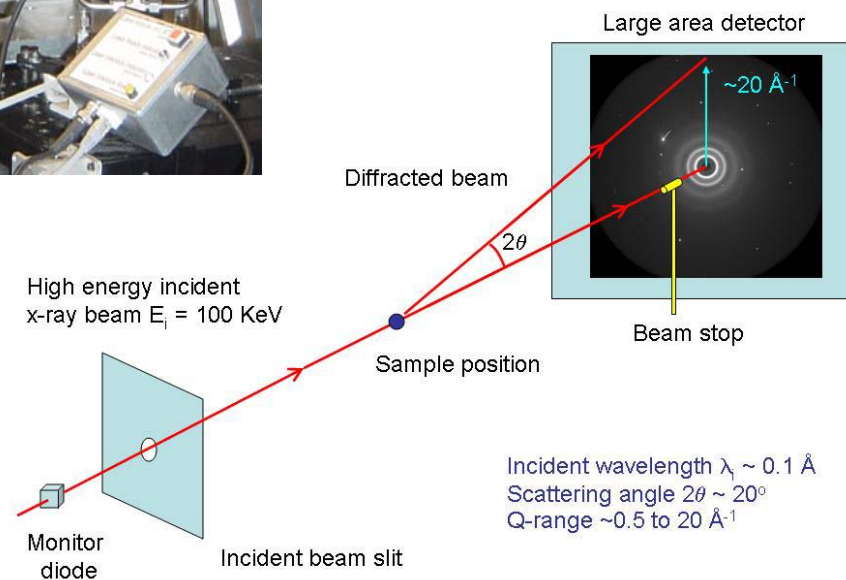 Large area detector
~20 Å-1
Diffracted beam
2θ
High energy incident
x-ray beam Ei = 100 KeV
Beam stop
Sample position
Incident wavelength λi ~ 0.1 Å
Scattering angle 2θ ~ 20o
Q-range ~0.5 to 20 Å-1
Monitor
diode
Incident beam slit